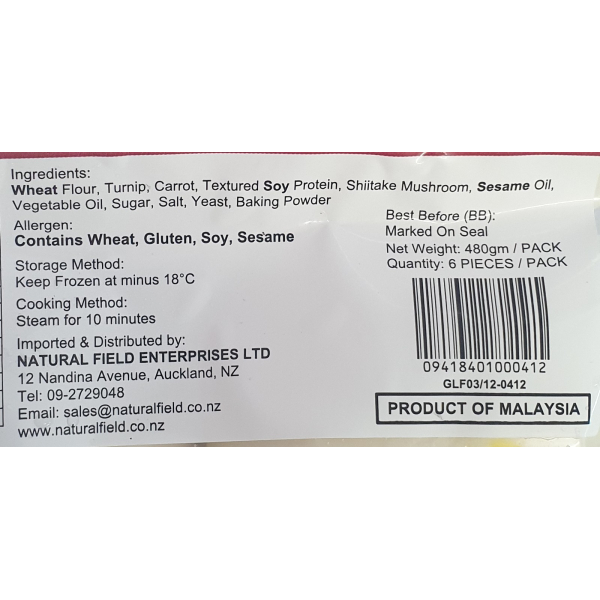 Ingredients:
Wheat Flour, Turnip, Carrot, Textured Soy Protein, Shiitake Mushroom, Sesame Oil,
Vegetable Oil, Sugar, Salt, Yeast, Baking Powder
Allergen:
Contains Wheat, Gluten, Soy, Sesame
Storage Method:
Keep Frozen at minus 18°C
Cooking Method:
Steam for 10 minutes
Imported & Distributed by:
NATURAL FIELD ENTERPRISES LTD
12 Nandina Avenue, Auckland, NZ
Tel: 09-2729048
Email: sales@naturalfield.co.nz
www.naturalfield.co.nz
Best Before (BB):
Marked On Seal
Net Weight: 480gm / PACK
Quantity: 6 PIECES / PACK
09418401000412
GLF03/12-0412
PRODUCT OF MALAYSIA